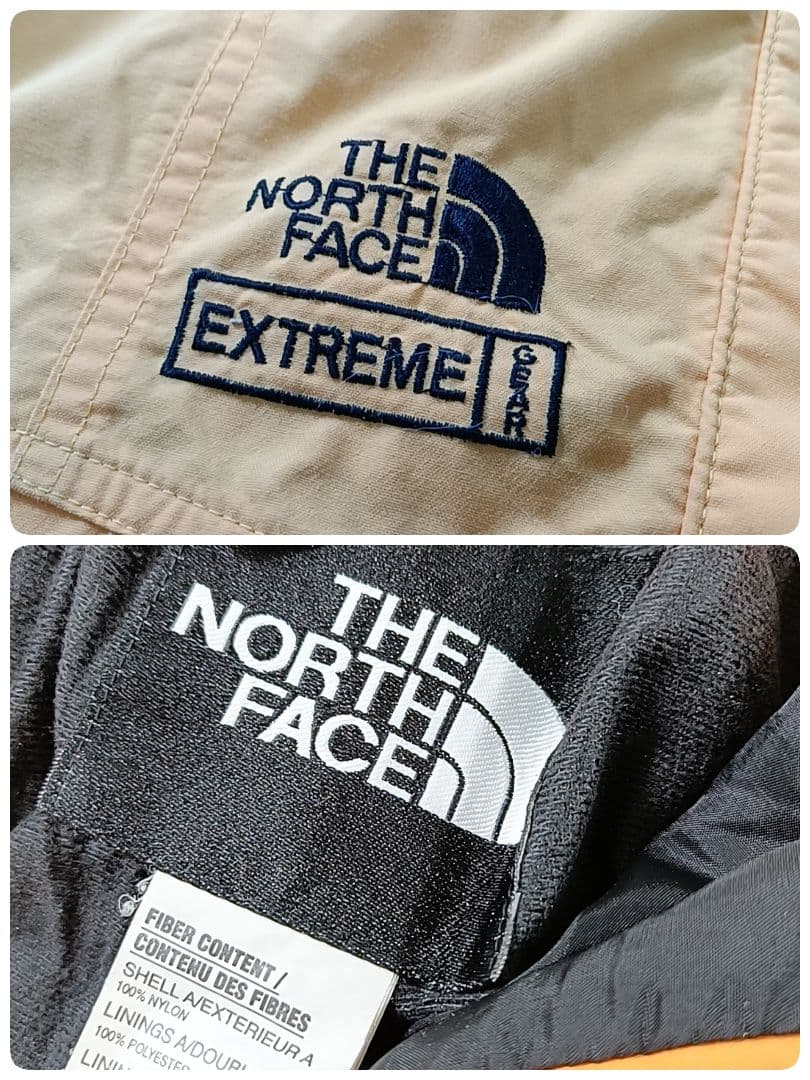 THE
NORTH
FACE
EXTREME
GEAR
THE
NORTH
FACE
FIBER CONTENT /
CONTENU DES FIBRES
SHELL A/EXTERIEUR A
100% NYLON
LININGS A/DOUBL
100% POLYESTER
LININ